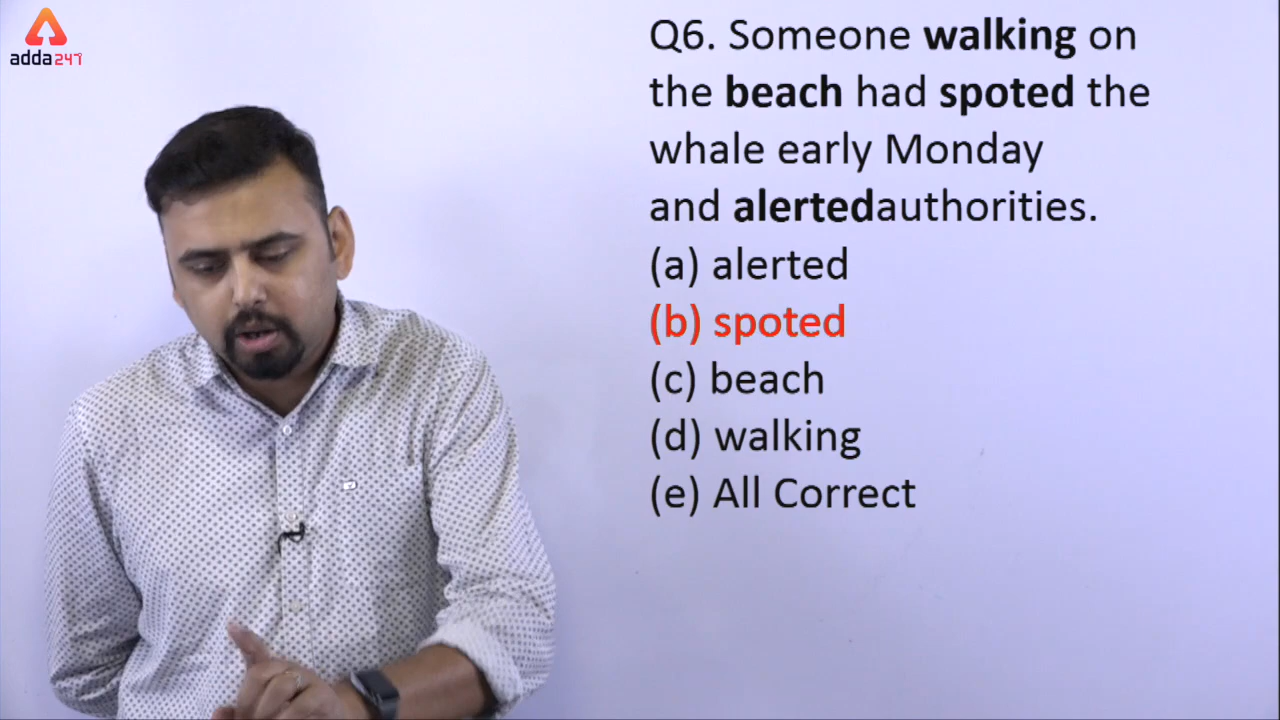 adda247
Q6. Someone walking on
the beach had spoted the
whale early Monday
and alertedauthorities.
(a) alerted
(b) spoted
(c) beach
(d) walking
(e) All Correct